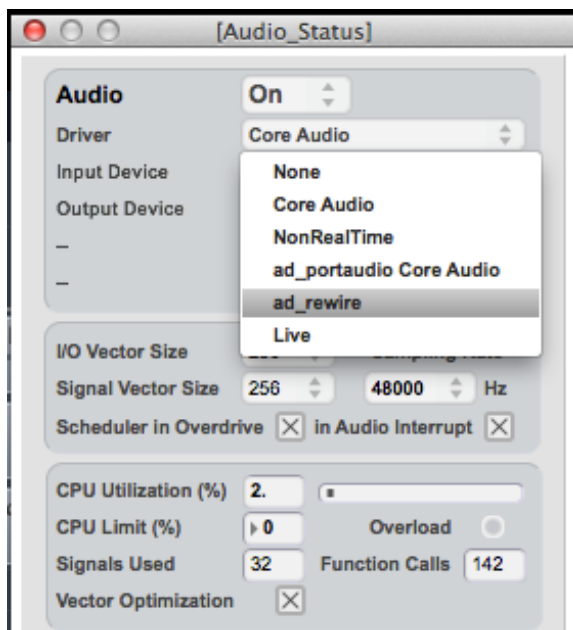 [Audio_Status]
Audio On
Driver Core Audio
Input Device None
Core Audio
Output Device
NonRealTime
–
ad_portaudio Core Audio
–
ad_rewire
Live
I/O Vector Size
Signal Vector Size 256 48000 Hz
Scheduler in Overdrive in Audio Interrupt
CPU Utilization (%) 2.
CPU Limit (%) 0 Overload
Signals Used 32 Function Calls 142
Vector Optimization